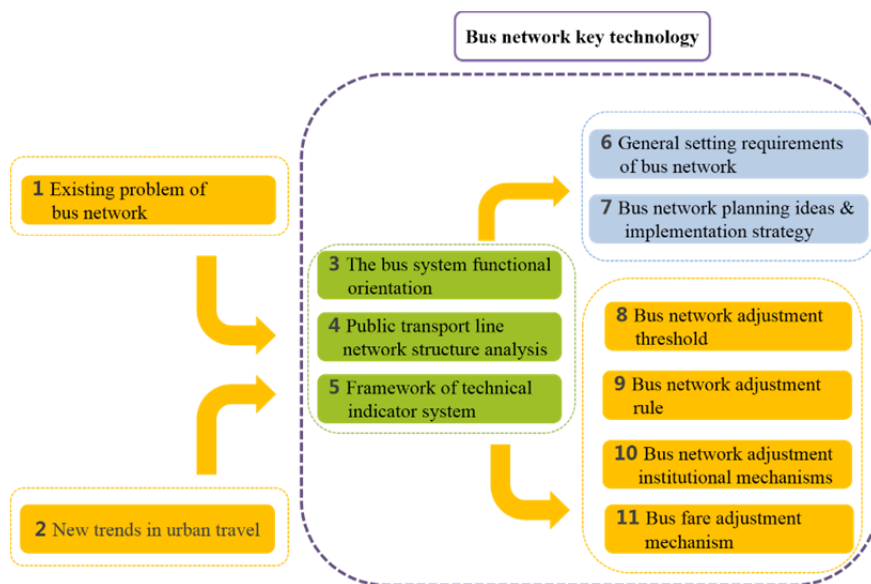 Bus network key technology
1 Existing problem of
bus network
2 New trends in urban travel
3 The bus system functional
orientation
4 Public transport line
network structure analysis
5 Framework of technical
indicator system
6 General setting requirements
of bus network
7 Bus network planning ideas &
implementation strategy
8 Bus network adjustment
threshold
9 Bus network adjustment
rule
10 Bus network adjustment
institutional mechanisms
11 Bus fare adjustment
mechanism